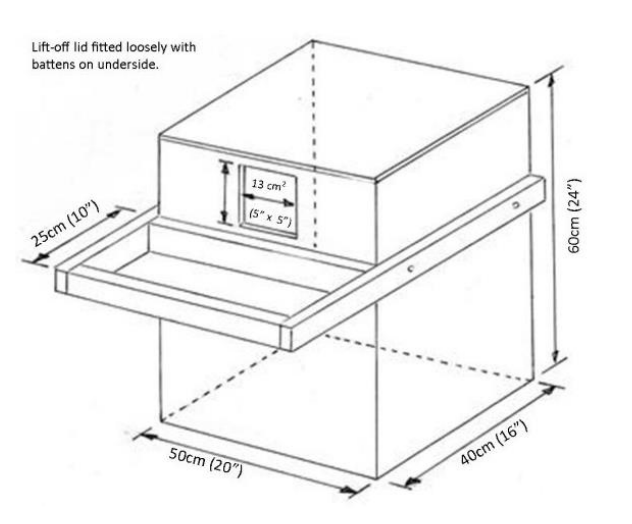 Lift-off lid fitted loosely with
battens on underside.
13 cm²
(5” x 5”)
25cm (10”)
60cm (24”)
50cm (20”)
40cm (16”)